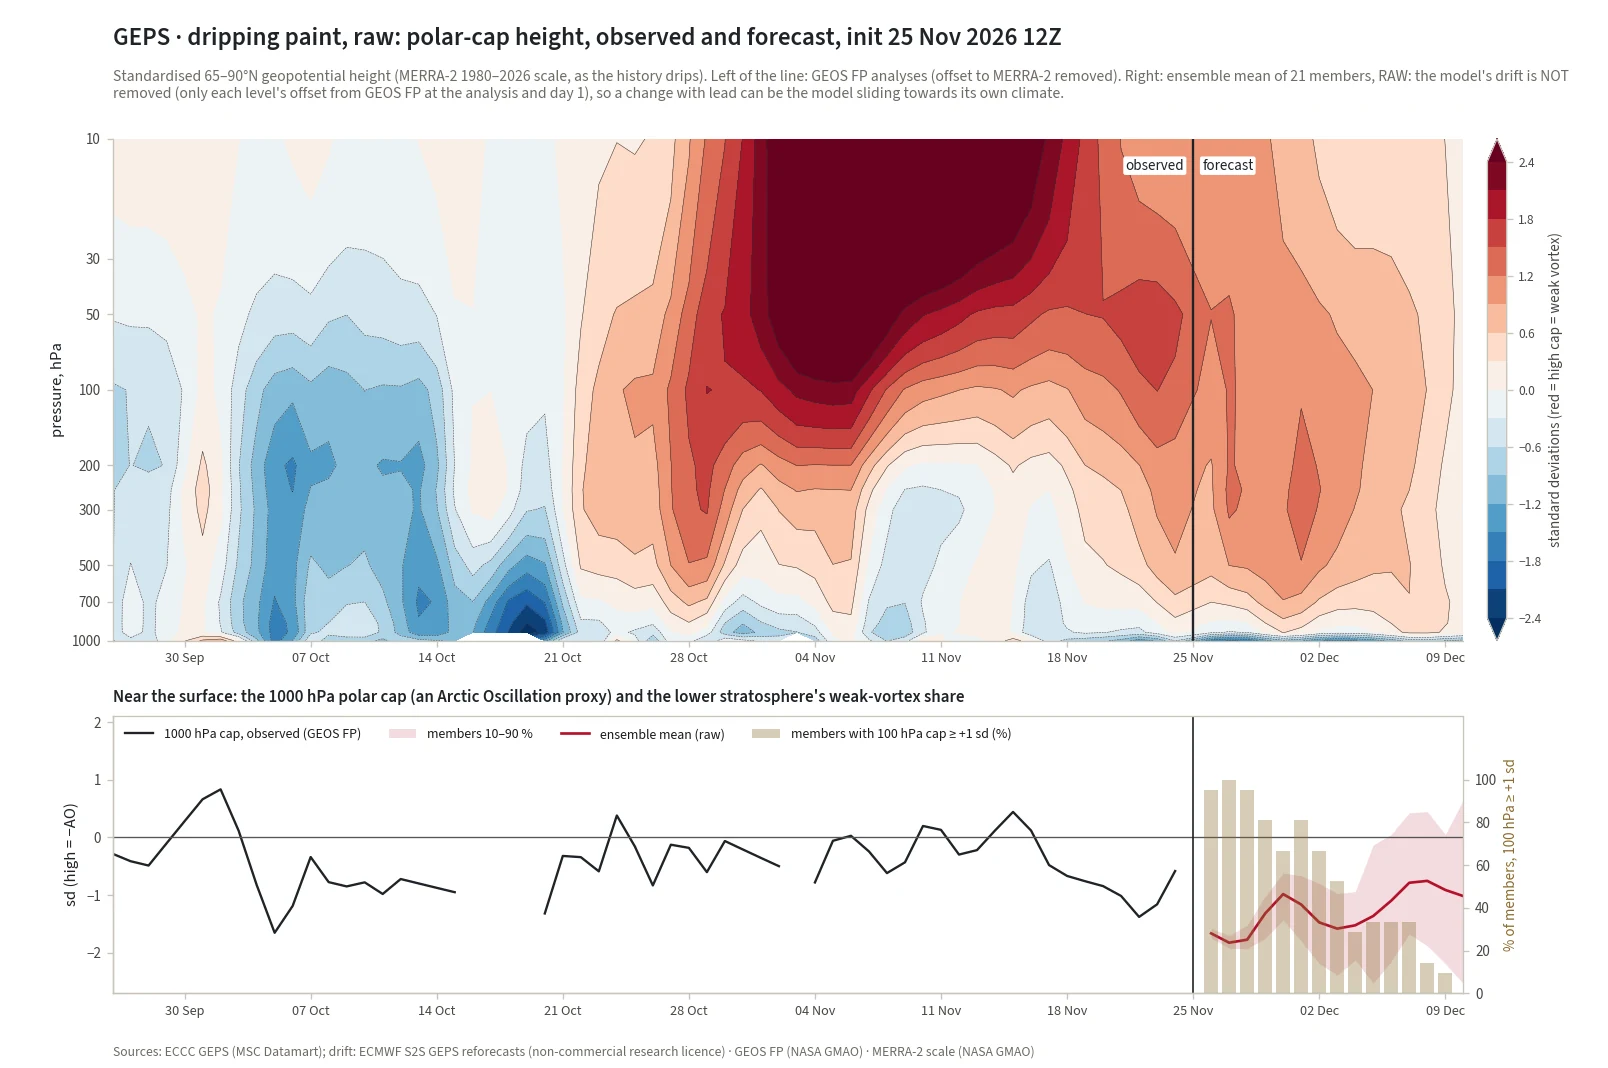 GEPS · dripping paint, raw: polar-cap height, observed and forecast, init 25 Nov 2026 12Z
Standardised 65–90°N geopotential height (MERRA-2 1980–2026 scale, as the history drips). Left of the line: GEOS FP analyses (offset to MERRA-2 removed). Right: ensemble mean of 21 members, RAW: the model's drift is NOT
removed (only each level's offset from GEOS FP at the analysis and day 1), so a change with lead can be the model sliding towards its own climate.
observed
forecast
pressure, hPa
10
30
50
100
200
300
500
700
1000
30 Sep
07 Oct
14 Oct
21 Oct
28 Oct
04 Nov
11 Nov
18 Nov
25 Nov
02 Dec
09 Dec
2.4
1.8
1.2
0.6
0.0
−0.6
−1.2
−1.8
−2.4
standard deviations (red = high cap = weak vortex)
Near the surface: the 1000 hPa polar cap (an Arctic Oscillation proxy) and the lower stratosphere's weak-vortex share
1000 hPa cap, observed (GEOS FP)
members 10–90 %
ensemble mean (raw)
members with 100 hPa cap ≥ +1 sd (%)
sd (high = −AO)
2
1
0
−1
−2
100
80
60
40
20
0
% of members, 100 hPa ≥ +1 sd
30 Sep
07 Oct
14 Oct
21 Oct
28 Oct
04 Nov
11 Nov
18 Nov
25 Nov
02 Dec
09 Dec
Sources: ECCC GEPS (MSC Datamart); drift: ECMWF S2S GEPS reforecasts (non-commercial research licence) · GEOS FP (NASA GMAO) · MERRA-2 scale (NASA GMAO)